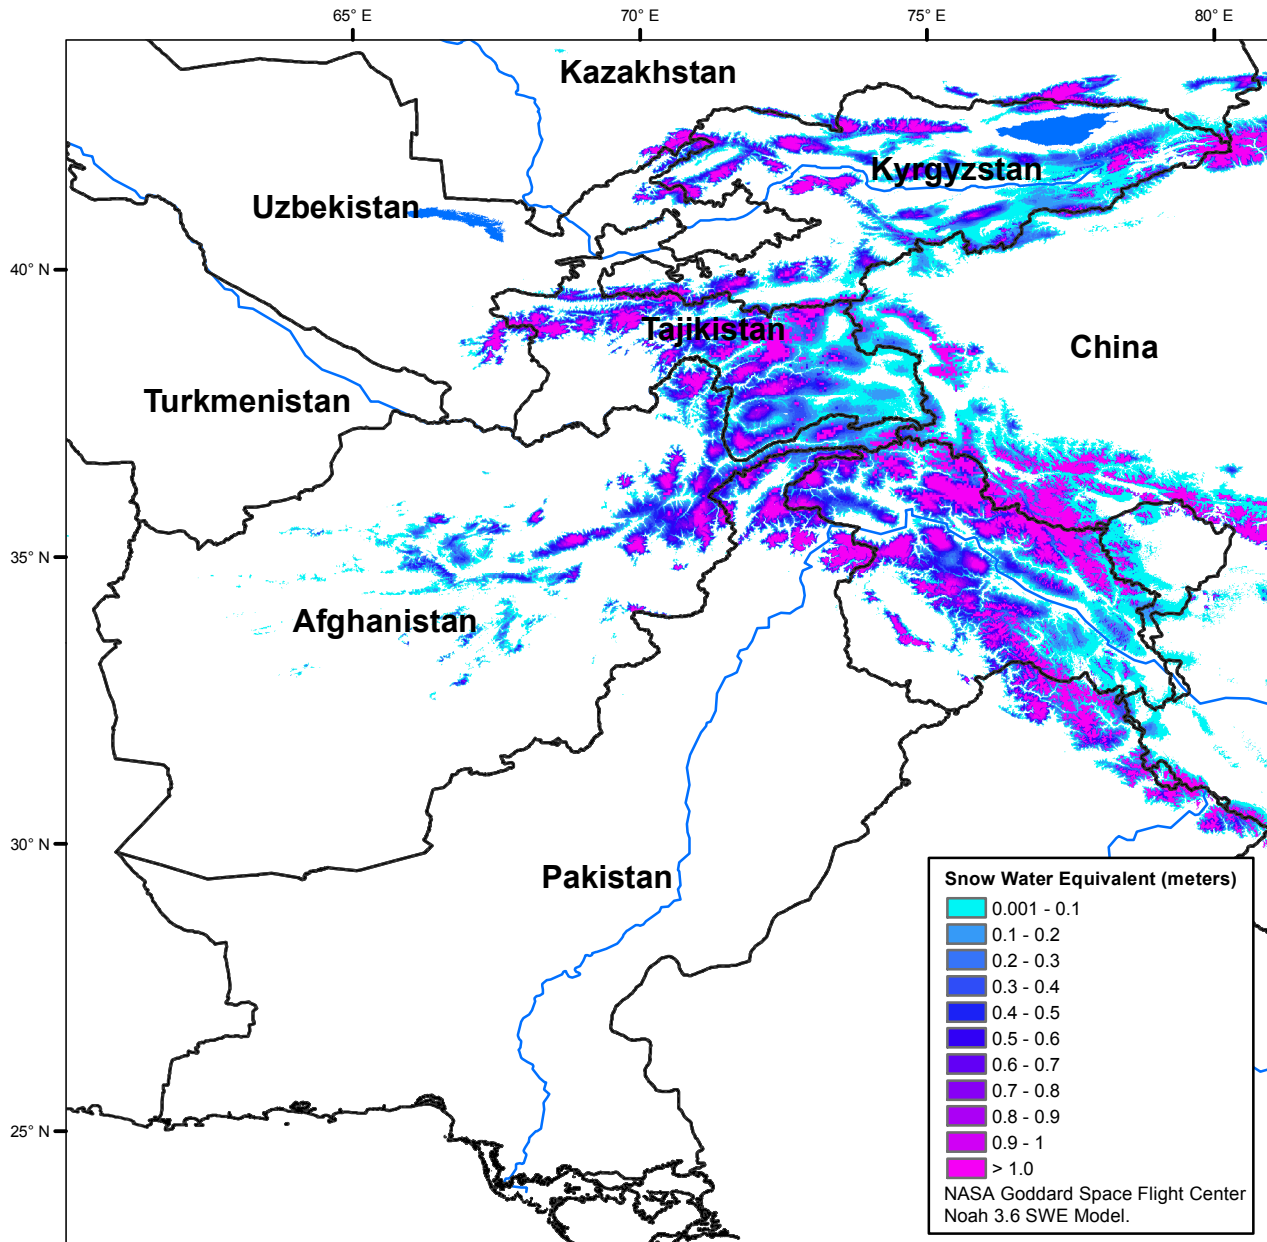 65° E
70° E
75° E
80° E
Kazakhstan
Kyrgyzstan
Uzbekistan
40° N
Tajikistan
China
Turkmenistan
35° N
Afghanistan
30° N
Pakistan
25° N
Snow Water Equivalent (meters)
0.001 - 0.1
0.1 - 0.2
0.2 - 0.3
0.3 - 0.4
0.4 - 0.5
0.5 - 0.6
0.6 - 0.7
0.7 - 0.8
0.8 - 0.9
0.9 - 1
> 1.0
NASA Goddard Space Flight Center
Noah 3.6 SWE Model.